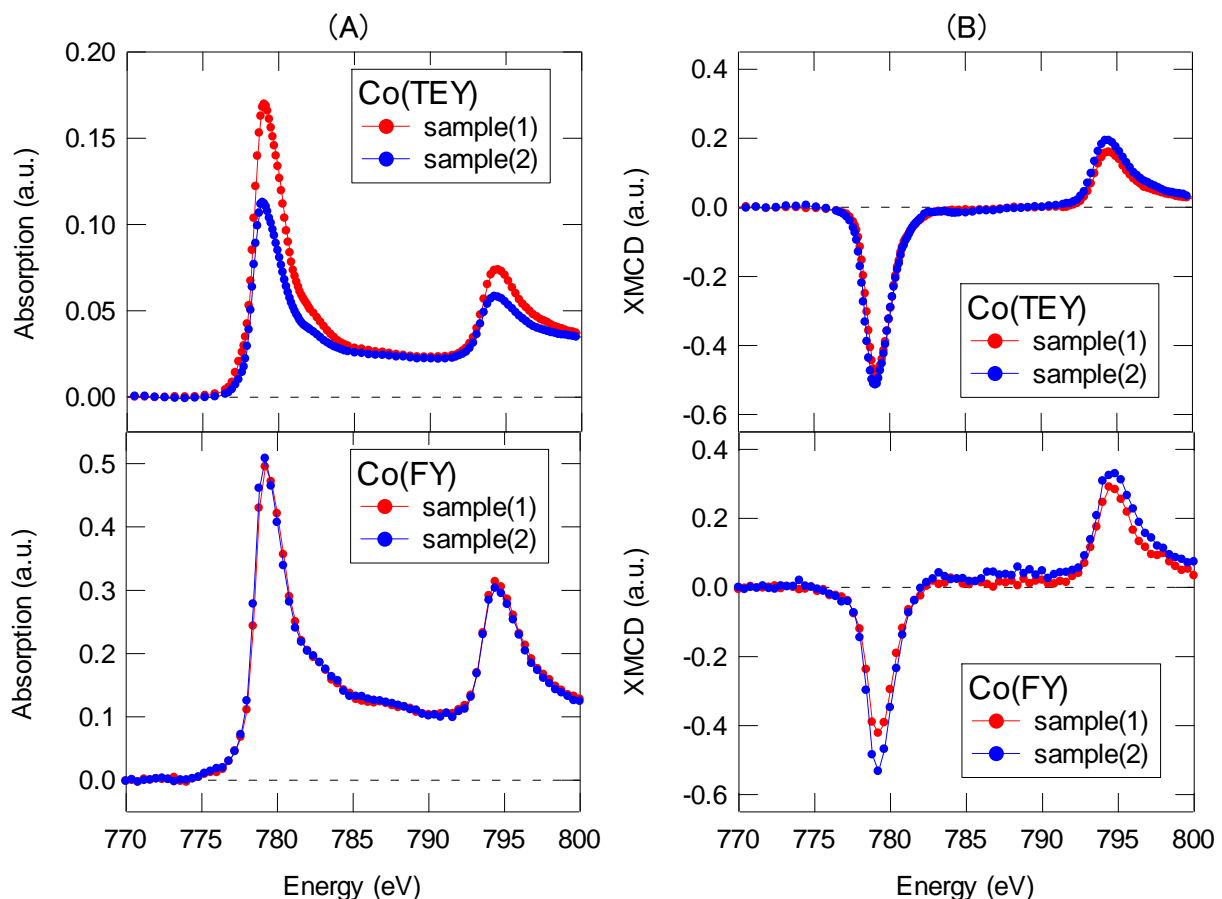 (A)
0.20
0.15
0.10
0.05
0.00
Absorption (a.u.)
Co(TEY)
sample(1)
sample(2)
0.5
0.4
0.3
0.2
0.1
0.0
Absorption (a.u.)
Co(FY)
sample(1)
sample(2)
770 775 780 785 790 795 800
Energy (eV)
(B)
0.4
0.2
0.0
-0.2
-0.4
-0.6
XMCD (a.u.)
Co(TEY)
sample(1)
sample(2)
0.4
0.2
0.0
-0.2
-0.4
-0.6
XMCD (a.u.)
Co(FY)
sample(1)
sample(2)
770 775 780 785 790 795 800
Energy (eV)